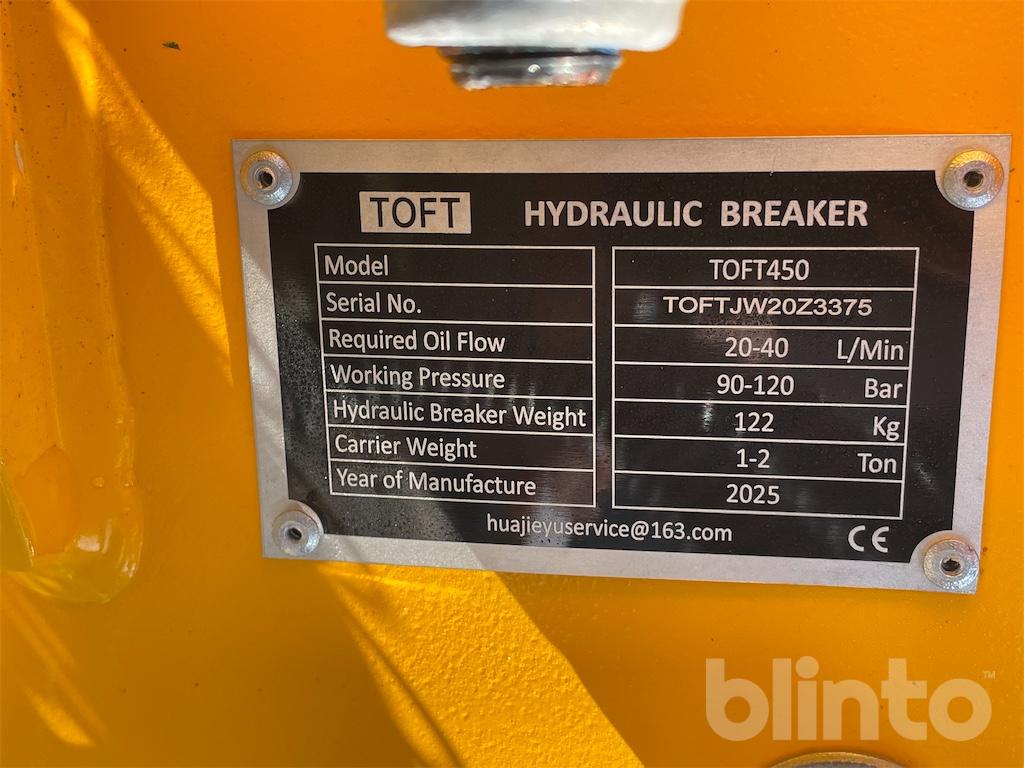 TOFT HYDRAULIC BREAKER
Model TOFT450
Serial No. TOFTJW20Z3375
Required Oil Flow 20-40 L/Min
Working Pressure 90-120 Bar
Hydraulic Breaker Weight 122 Kg
Carrier Weight 1-2 Ton
Year of Manufacture 2025
huajieyuservice@163.com CE
blinto™